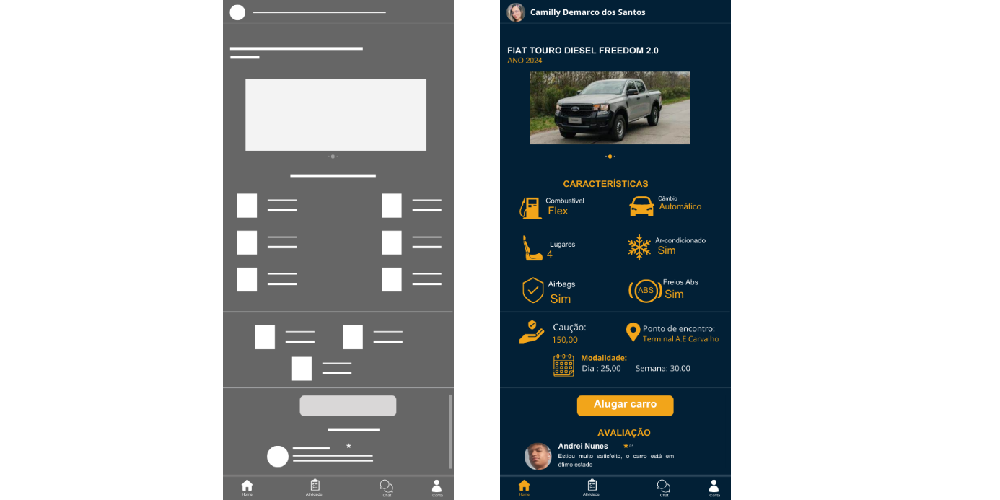 Home
Atividade
Chat
Conta
Camilly Demarco dos Santos
FIAT TOURO DIESEL FREEDOM 2.0
ANO 2024
CARACTERÍSTICAS
Combustível
Flex
Câmbio
Automático
Lugares
4
Ar-condicionado
Sim
Airbags
Sim
ABS
Freios Abs
Sim
Caução:
150,00
Ponto de encontro:
Terminal A.E Carvalho
Modalidade:
Dia : 25,00 Semana: 30,00
Alugar carro
AVALIAÇÃO
Andrei Nunes
Estiou muito satisfeito, o carro está em
ótimo estado
Home
Atividade
Chat
Conta